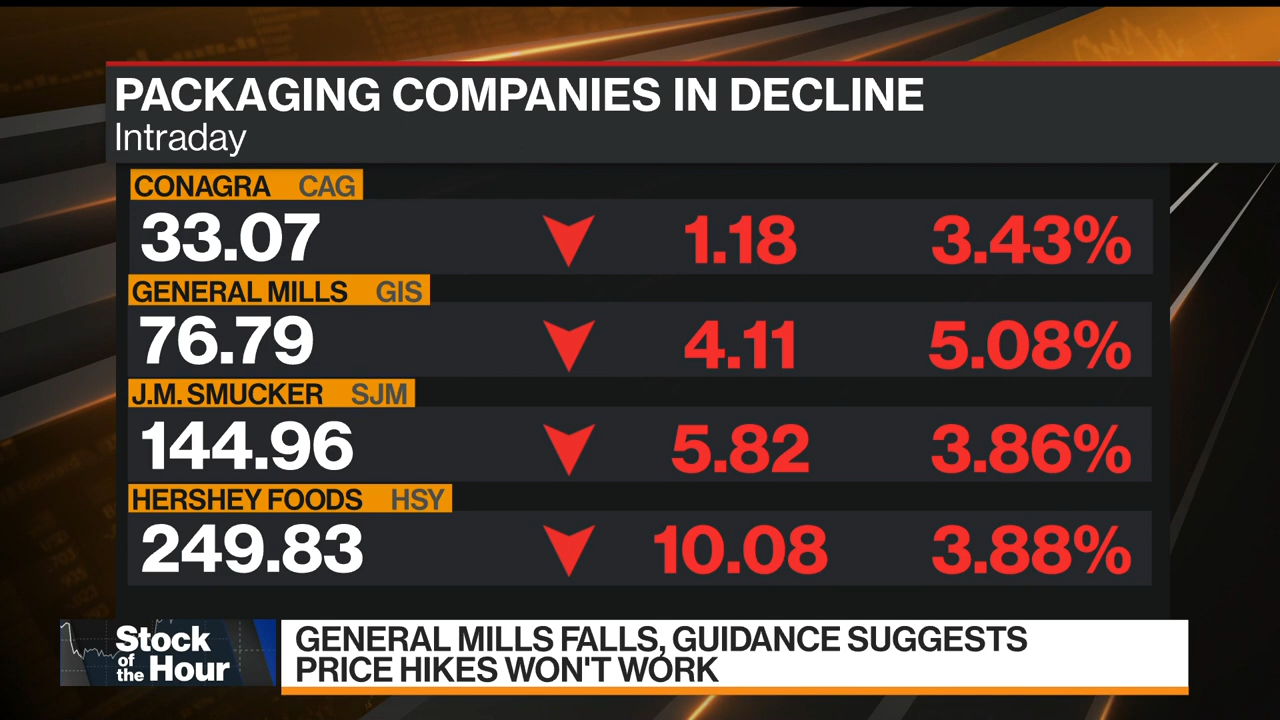 PACKAGING COMPANIES IN DECLINE
Intraday
CONAGRA CAG
33.07 1.18 3.43%
GENERAL MILLS GIS
76.79 4.11 5.08%
J.M. SMUCKER SJM
144.96 5.82 3.86%
HERSHEY FOODS HSY
249.83 10.08 3.88%
Stock
of
the Hour
GENERAL MILLS FALLS, GUIDANCE SUGGESTS
PRICE HIKES WON'T WORK